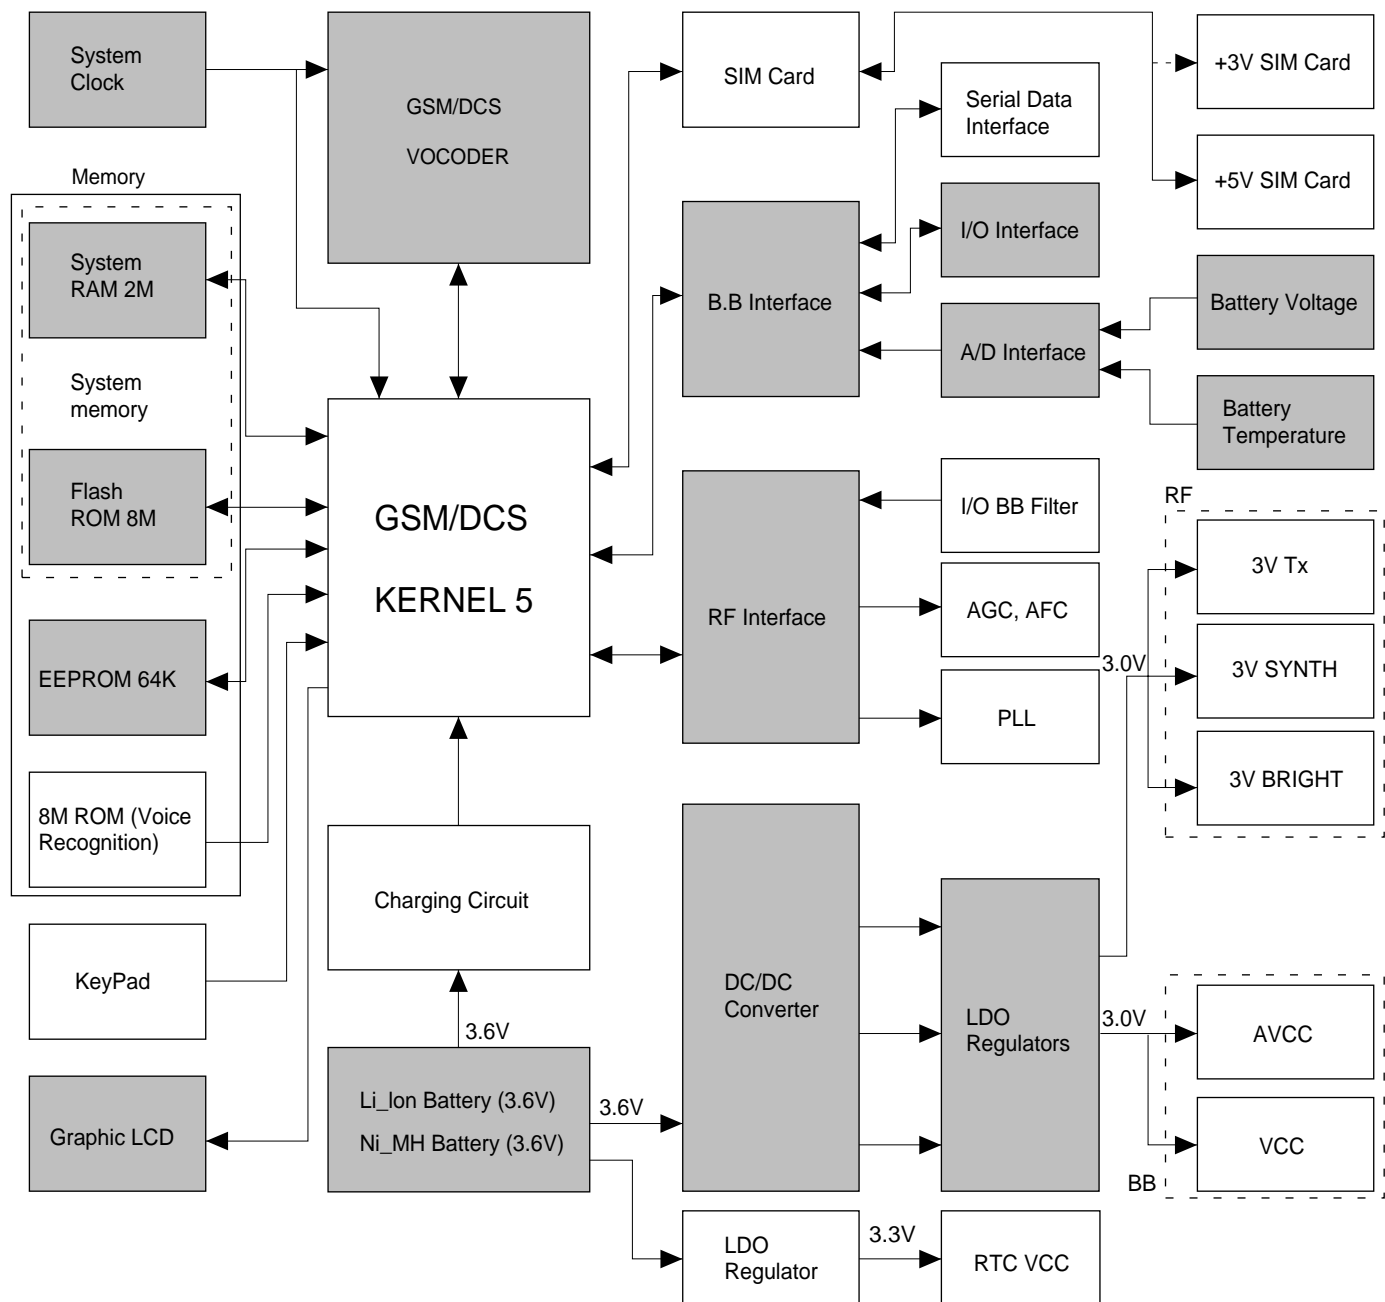 System
Clock
GSM/DCS
VOCODER
SIM Card
+3V SIM Card
Serial Data
Interface
+5V SIM Card
Memory
System
RAM 2M
System
memory
Flash
ROM 8M
EEPROM 64K
8M ROM (Voice
Recognition)
KeyPad
Graphic LCD
GSM/DCS
KERNEL 5
Charging Circuit
3.6V
Li_Ion Battery (3.6V)
Ni_MH Battery (3.6V)
3.6V
B.B Interface
I/O Interface
A/D Interface
Battery Voltage
Battery
Temperature
RF Interface
I/O BB Filter
AGC, AFC
PLL
RF
3.0V
3V Tx
3V SYNTH
3V BRIGHT
DC/DC
Converter
LDO
Regulators
3.0V
AVCC
VCC
BB
LDO
Regulator
3.3V
RTC VCC